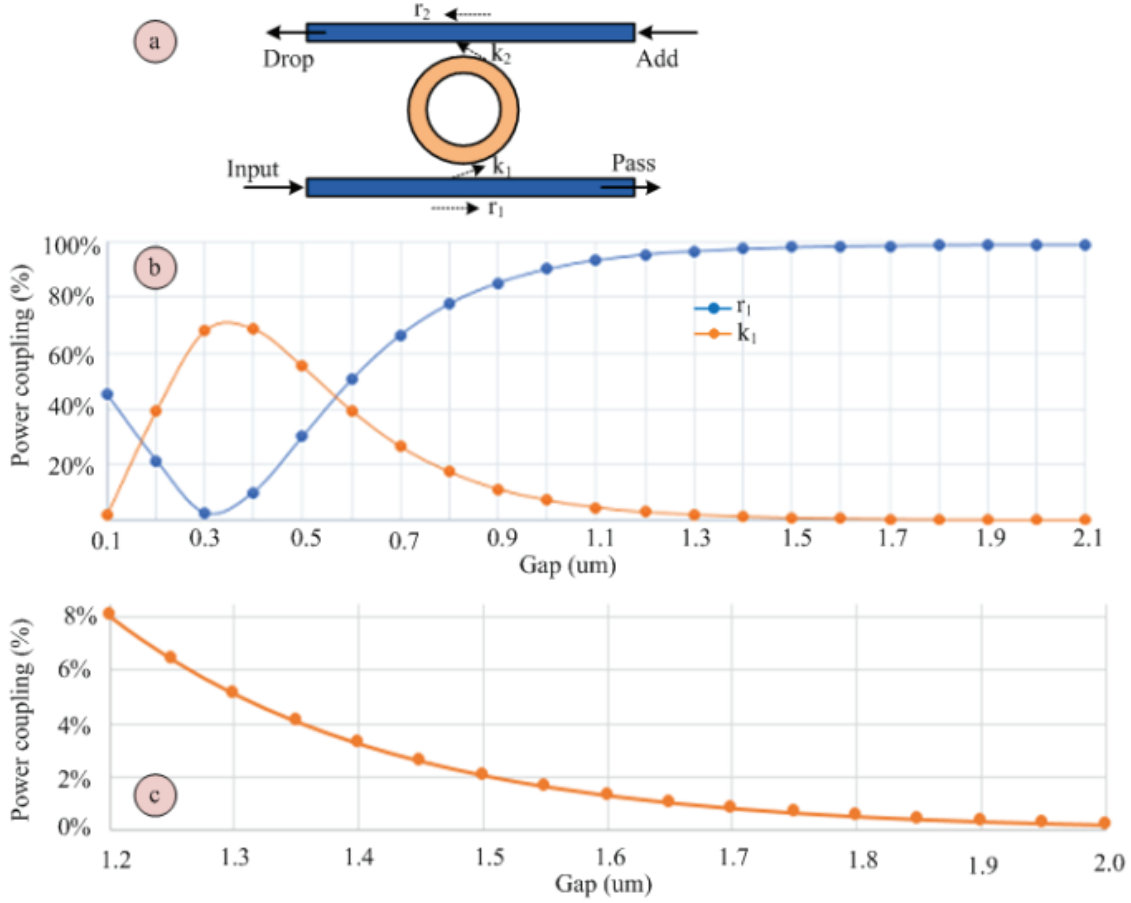 a
r2
Drop
k2
Add
Input
k1
Pass
r1
b
Power coupling (%)
100%
80%
60%
40%
20%
r1
k1
0.1 0.3 0.5 0.7 0.9 1.1 1.3 1.5 1.7 1.9 2.1
Gap (um)
c
Power coupling (%)
8%
6%
4%
2%
0%
1.2 1.3 1.4 1.5 1.6 1.7 1.8 1.9 2.0
Gap (um)